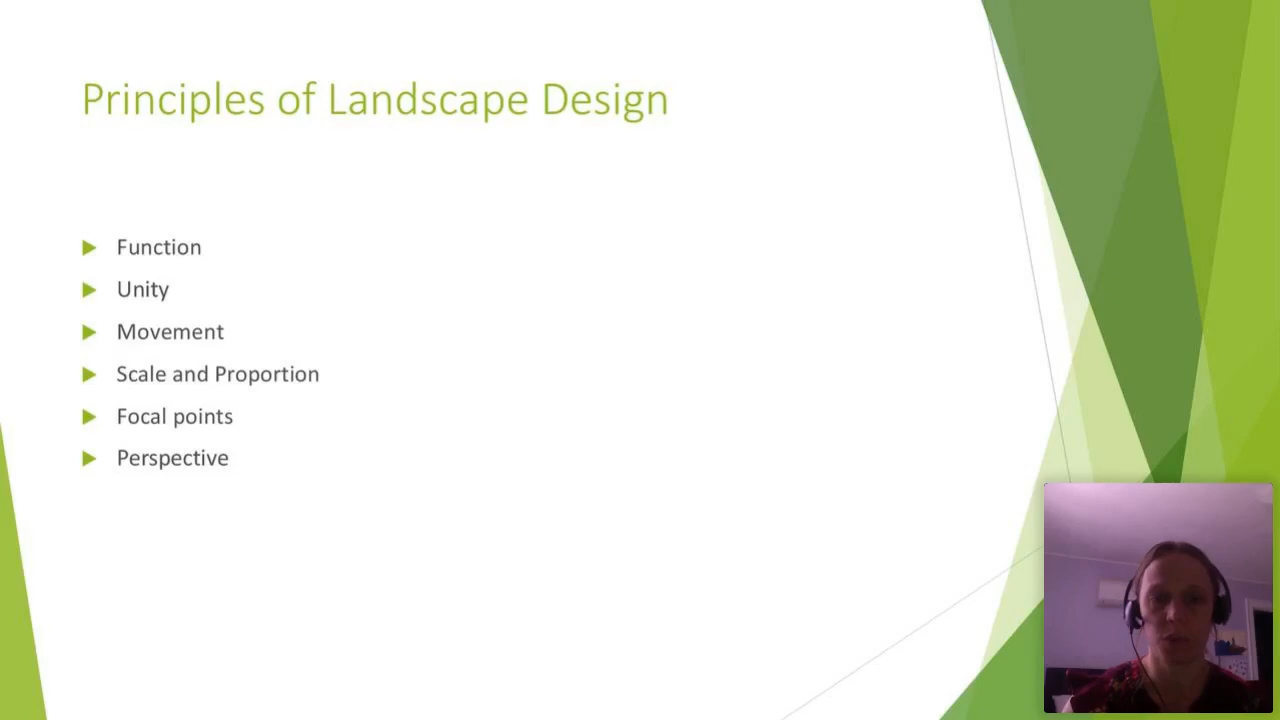 Principles of Landscape Design
Function
Unity
Movement
Scale and Proportion
Focal points
Perspective